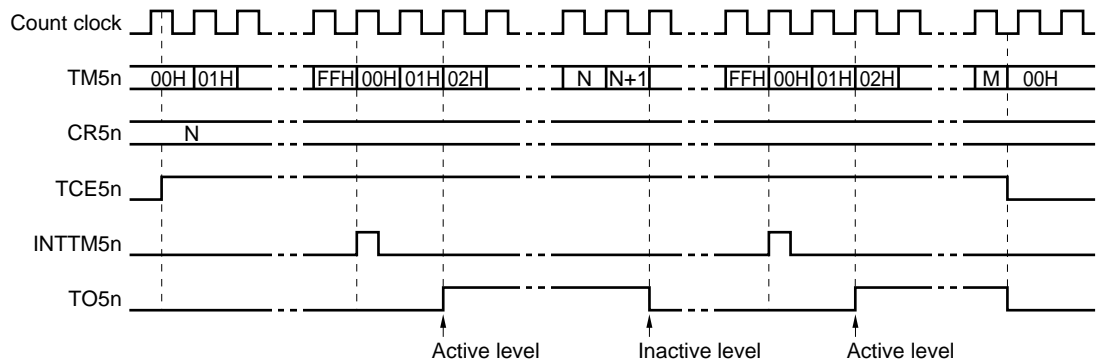 Count clock
TM5n 00H 01H FFH 00H 01H 02H N N+1 FFH 00H 01H 02H M 00H
CR5n N
TCE5n
INTTM5n
TO5n
Active level Inactive level Active level